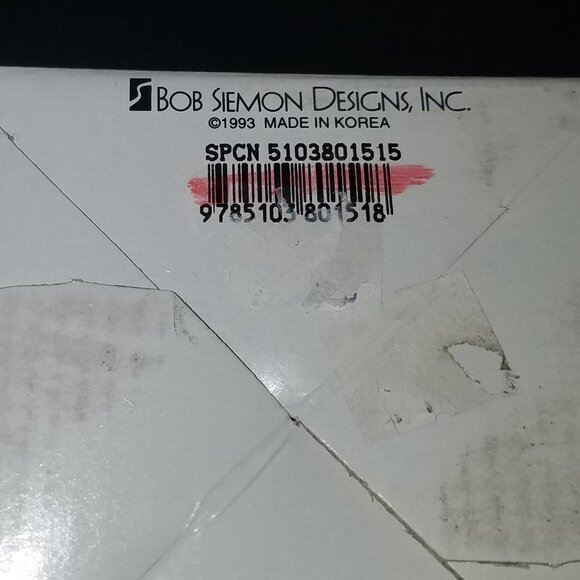 BOB SIEMON DESIGNS, INC.
©1993 MADE IN KOREA
SPCN 5103801515
9785103 801518